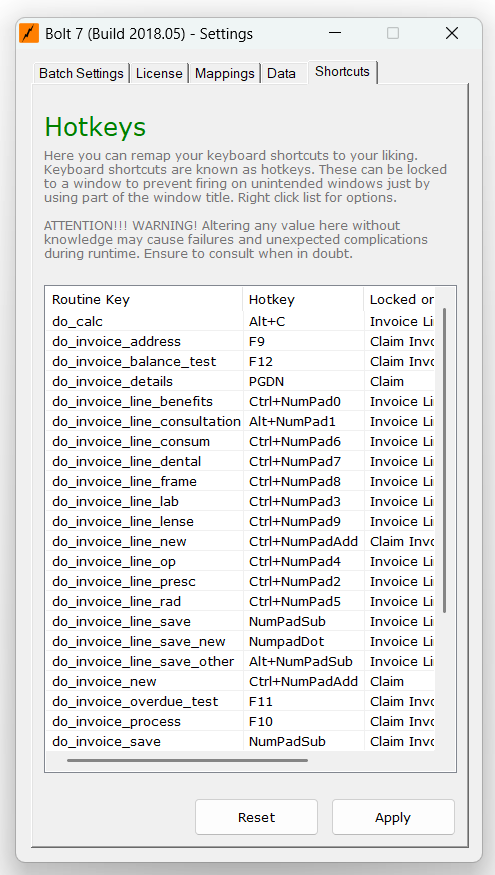 Bolt 7 (Build 2018.05) - Settings
Batch Settings License Mappings Data Shortcuts
Hotkeys
Here you can remap your keyboard shortcuts to your liking.
Keyboard shortcuts are known as hotkeys. These can be locked
to a window to prevent firing on unintended windows just by
using part of the window title. Right click list for options.
ATTENTION!!! WARNING! Altering any value here without
knowledge may cause failures and unexpected complications
during runtime. Ensure to consult when in doubt.
Routine Key Hotkey Locked on
do_calc Alt+C Invoice Li
do_invoice_address F9 Claim Invo
do_invoice_balance_test F12 Claim Invo
do_invoice_details PGDN Claim
do_invoice_line_benefits Ctrl+NumPad0 Invoice Li
do_invoice_line_consultation Alt+NumPad1 Invoice Li
do_invoice_line_consum Ctrl+NumPad6 Invoice Li
do_invoice_line_dental Ctrl+NumPad7 Invoice Li
do_invoice_line_frame Ctrl+NumPad8 Invoice Li
do_invoice_line_lab Ctrl+NumPad3 Invoice Li
do_invoice_line_lense Ctrl+NumPad9 Invoice Li
do_invoice_line_new Ctrl+NumPadAdd Claim Invo
do_invoice_line_op Ctrl+NumPad4 Invoice Li
do_invoice_line_presc Ctrl+NumPad2 Invoice Li
do_invoice_line_rad Ctrl+NumPad5 Invoice Li
do_invoice_line_save NumPadSub Invoice Li
do_invoice_line_save_new NumpadDot Invoice Li
do_invoice_line_save_other Alt+NumPadSub Invoice Li
do_invoice_new Ctrl+NumPadAdd Claim
do_invoice_overdue_test F11 Claim Invo
do_invoice_process F10 Claim Invo
do_invoice_save NumPadSub Claim Invo
Reset Apply